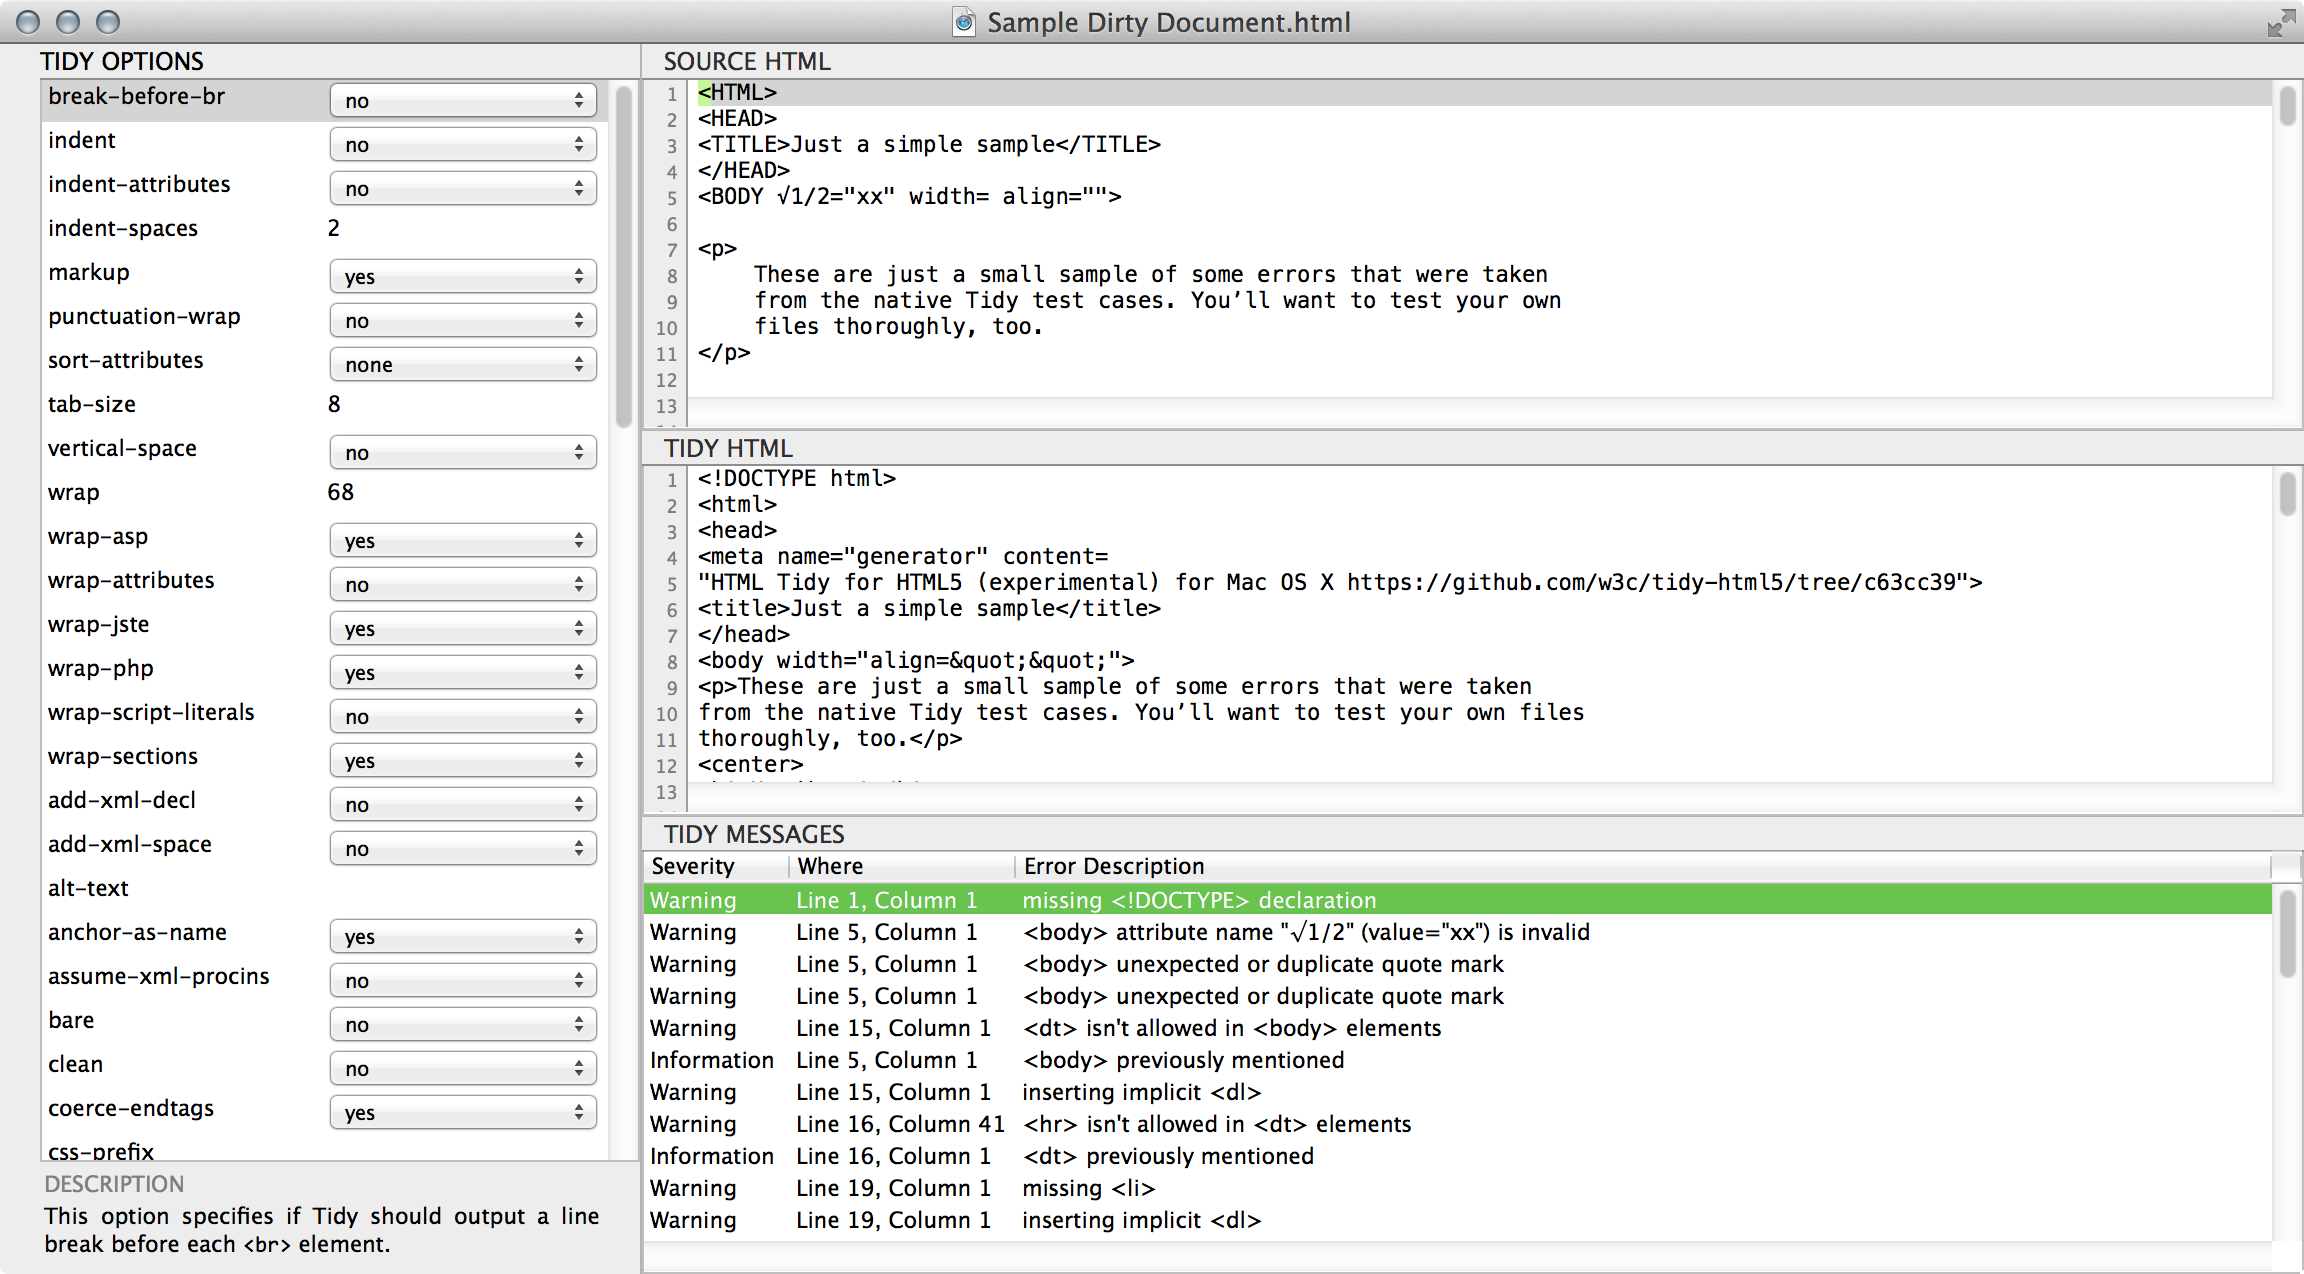 Sample Dirty Document.html
TIDY OPTIONS
break-before-br no
indent no
indent-attributes no
indent-spaces 2
markup yes
punctuation-wrap no
sort-attributes none
tab-size 8
vertical-space no
wrap 68
wrap-asp yes
wrap-attributes no
wrap-jste yes
wrap-php yes
wrap-script-literals no
wrap-sections yes
add-xml-decl no
add-xml-space no
alt-text
anchor-as-name yes
assume-xml-procins no
bare no
clean no
coerce-endtags yes
css-prefix
DESCRIPTION
This option specifies if Tidy should output a line
break before each <br> element.
SOURCE HTML
1 <HTML>
2 <HEAD>
3 <TITLE>Just a simple sample</TITLE>
4 </HEAD>
5 <BODY √1/2="xx" width= align="">
6
7 <p>
8 These are just a small sample of some errors that were taken
9 from the native Tidy test cases. You’ll want to test your own
10 files thoroughly, too.
11 </p>
12
13
TIDY HTML
1 <!DOCTYPE html>
2 <html>
3 <head>
4 <meta name="generator" content=
5 "HTML Tidy for HTML5 (experimental) for Mac OS X https://github.com/w3c/tidy-html5/tree/c63cc39">
6 <title>Just a simple sample</title>
7 </head>
8 <body width="align=&quot;&quot;">
9 <p>These are just a small sample of some errors that were taken
10 from the native Tidy test cases. You’ll want to test your own files
11 thoroughly, too.</p>
12 <center>
13
TIDY MESSAGES
Severity Where Error Description
Warning Line 1, Column 1 missing <!DOCTYPE> declaration
Warning Line 5, Column 1 <body> attribute name "√1/2" (value="xx") is invalid
Warning Line 5, Column 1 <body> unexpected or duplicate quote mark
Warning Line 5, Column 1 <body> unexpected or duplicate quote mark
Warning Line 15, Column 1 <dt> isn't allowed in <body> elements
Information Line 5, Column 1 <body> previously mentioned
Warning Line 15, Column 1 inserting implicit <dl>
Warning Line 16, Column 41 <hr> isn't allowed in <dt> elements
Information Line 16, Column 1 <dt> previously mentioned
Warning Line 19, Column 1 missing <li>
Warning Line 19, Column 1 inserting implicit <dl>